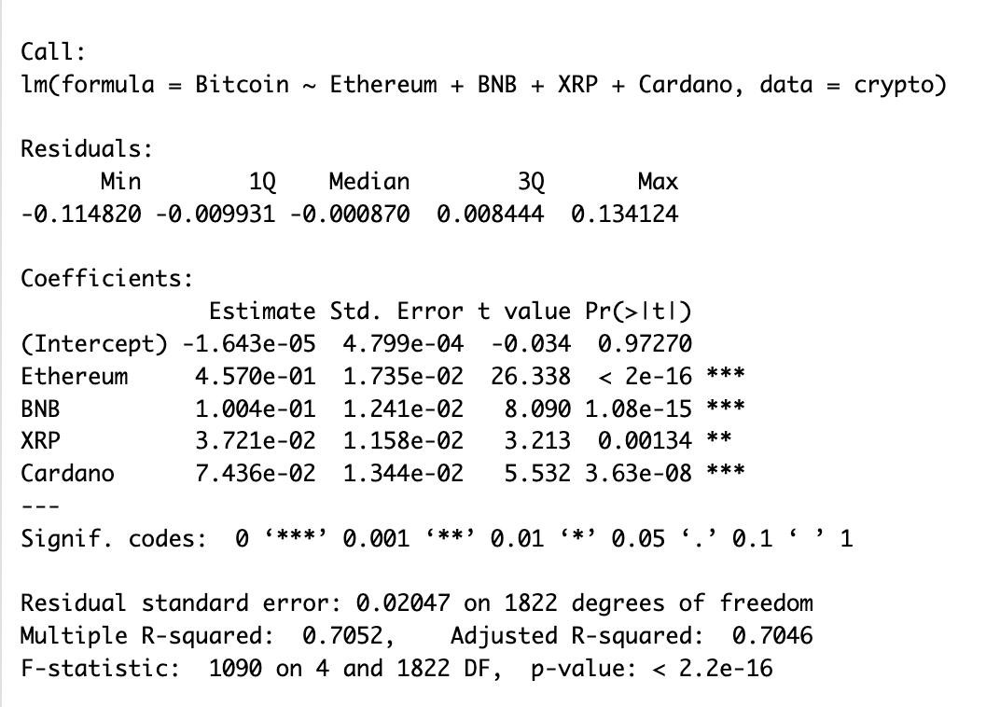 Call:
lm(formula = Bitcoin ~ Ethereum + BNB + XRP + Cardano, data = crypto)
Residuals:
Min 1Q Median 3Q Max
-0.114820 -0.009931 -0.000870 0.008444 0.134124
Coefficients:
Estimate Std. Error t value Pr(>|t|)
(Intercept) -1.643e-05 4.799e-04 -0.034 0.97270
Ethereum 4.570e-01 1.735e-02 26.338 < 2e-16 ***
BNB 1.004e-01 1.241e-02 8.090 1.08e-15 ***
XRP 3.721e-02 1.158e-02 3.213 0.00134 **
Cardano 7.436e-02 1.344e-02 5.532 3.63e-08 ***
---
Signif. codes: 0 ‘***’ 0.001 ‘**’ 0.01 ‘*’ 0.05 ‘.’ 0.1 ‘ ’ 1
Residual standard error: 0.02047 on 1822 degrees of freedom
Multiple R-squared: 0.7052, Adjusted R-squared: 0.7046
F-statistic: 1090 on 4 and 1822 DF, p-value: < 2.2e-16